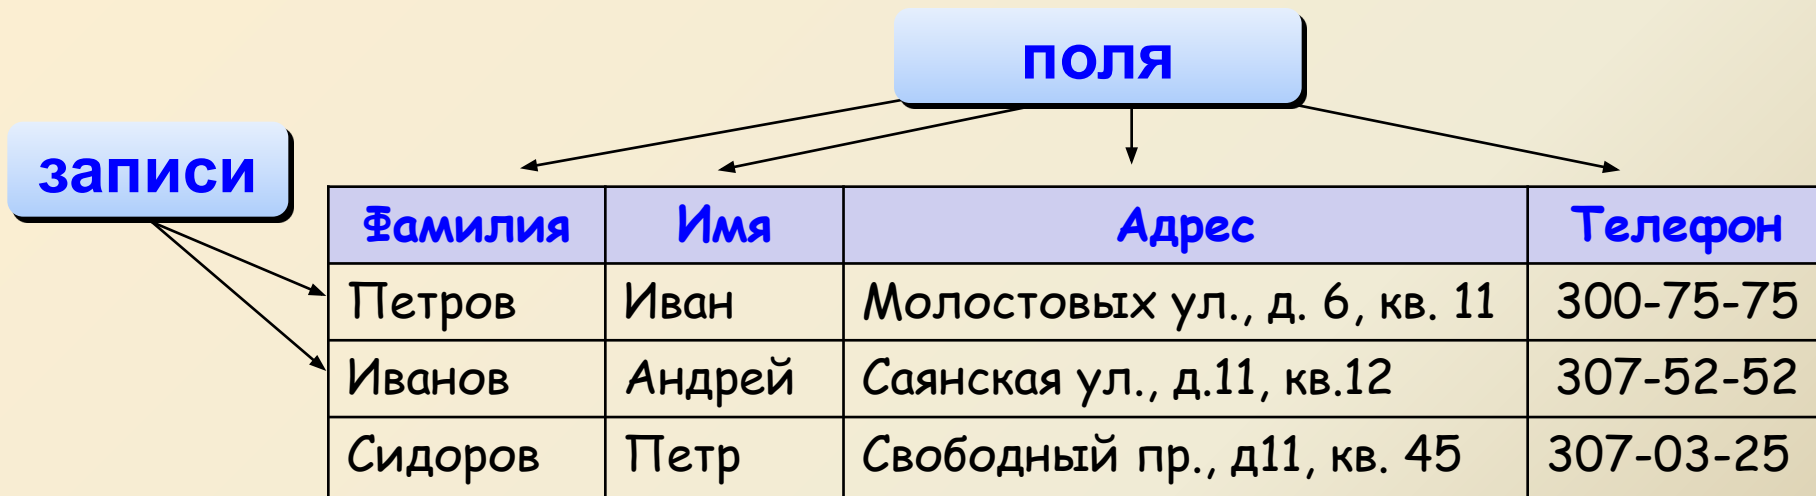 поля
записи
Фамилия Имя Адрес Телефон
Петров Иван Молостовых ул., д. 6, кв. 11 300-75-75
Иванов Андрей Саянская ул., д.11, кв.12 307-52-52
Сидоров Петр Свободный пр., д11, кв. 45 307-03-25